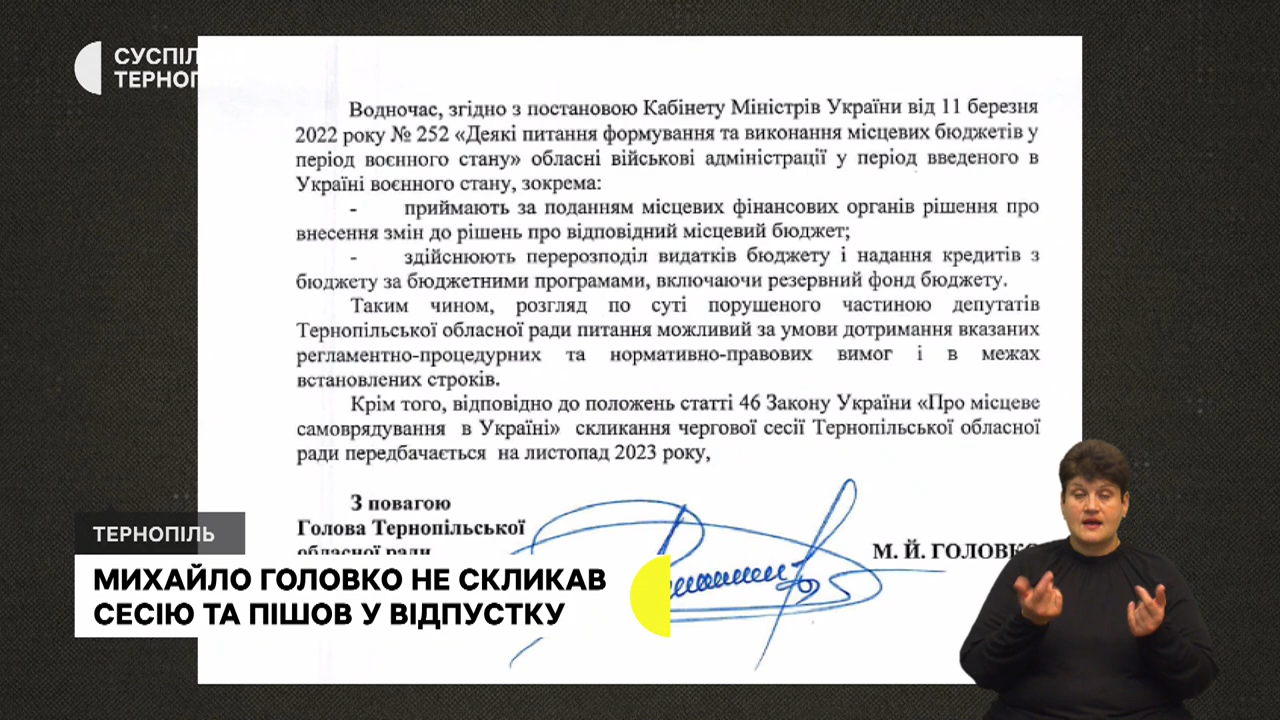 СУСПІЛ
ТЕРНОП
Водночас, згідно з постановою Кабінету Міністрів України від 11 березня
2022 року № 252 «Деякі питання формування та виконання місцевих бюджетів у
період воєнного стану» обласні військові адміністрації у період введеного в
Україні воєнного стану, зокрема:
- приймають за поданням місцевих фінансових органів рішення про
внесення змін до рішень про відповідний місцевий бюджет;
- здійснюють перерозподіл видатків бюджету і надання кредитів з
бюджету за бюджетними програмами, включаючи резервний фонд бюджету.
Таким чином, розгляд по суті порушеного частиною депутатів
Тернопільської обласної ради питання можливий за умови дотримання вказаних
регламентно-процедурних та нормативно-правових вимог і в межах
встановлених строків.
Крім того, відповідно до положень статті 46 Закону України «Про місцеве
самоврядування в Україні» скликання чергової сесії Тернопільської обласної
ради передбачається на листопад 2023 року,
З повагою
Голова Тернопільської
обласної ради
М. Й. ГОЛОВКО
ТЕРНОПІЛЬ
МИХАЙЛО ГОЛОВКО НЕ СКЛИКАВ
СЕСІЮ ТА ПІШОВ У ВІДПУСТКУ